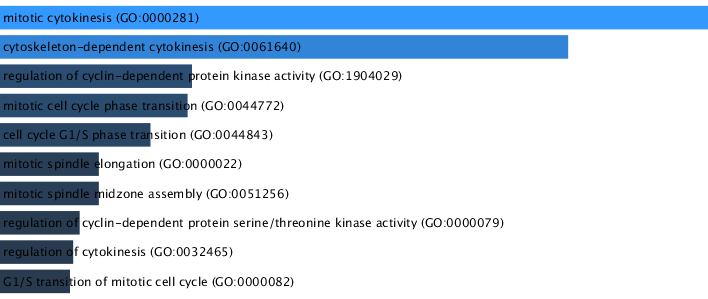 mitotic cytokinesis (GO:0000281)
cytoskeleton-dependent cytokinesis (GO:0061640)
regulation of cyclin-dependent protein kinase activity (GO:1904029)
mitotic cell cycle phase transition (GO:0044772)
cell cycle G1/S phase transition (GO:0044843)
mitotic spindle elongation (GO:0000022)
mitotic spindle midzone assembly (GO:0051256)
regulation of cyclin-dependent protein serine/threonine kinase activity (GO:0000079)
regulation of cytokinesis (GO:0032465)
G1/S transition of mitotic cell cycle (GO:0000082)